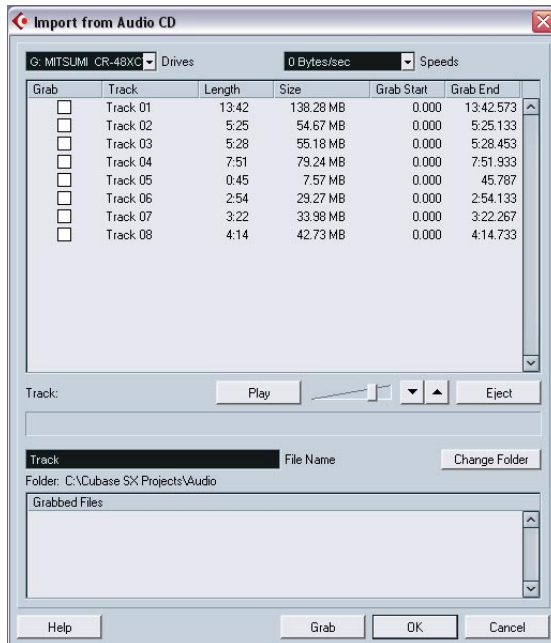 Import from Audio CD
G: MITSUMI CR-48XC Drives 0 Bytes/sec Speeds
Grab Track Length Size Grab Start Grab End
Track 01 13:42 138.28 MB 0.000 13:42.573
Track 02 5:25 54.67 MB 0.000 5:25.133
Track 03 5:28 55.18 MB 0.000 5:28.453
Track 04 7:51 79.24 MB 0.000 7:51.933
Track 05 0:45 7.57 MB 0.000 45.787
Track 06 2:54 29.27 MB 0.000 2:54.133
Track 07 3:22 33.98 MB 0.000 3:22.267
Track 08 4:14 42.73 MB 0.000 4:14.733
Track: Play Eject
Track File Name Change Folder
Folder: C:\Cubase SX Projects\Audio
Grabbed Files
Help Grab OK Cancel